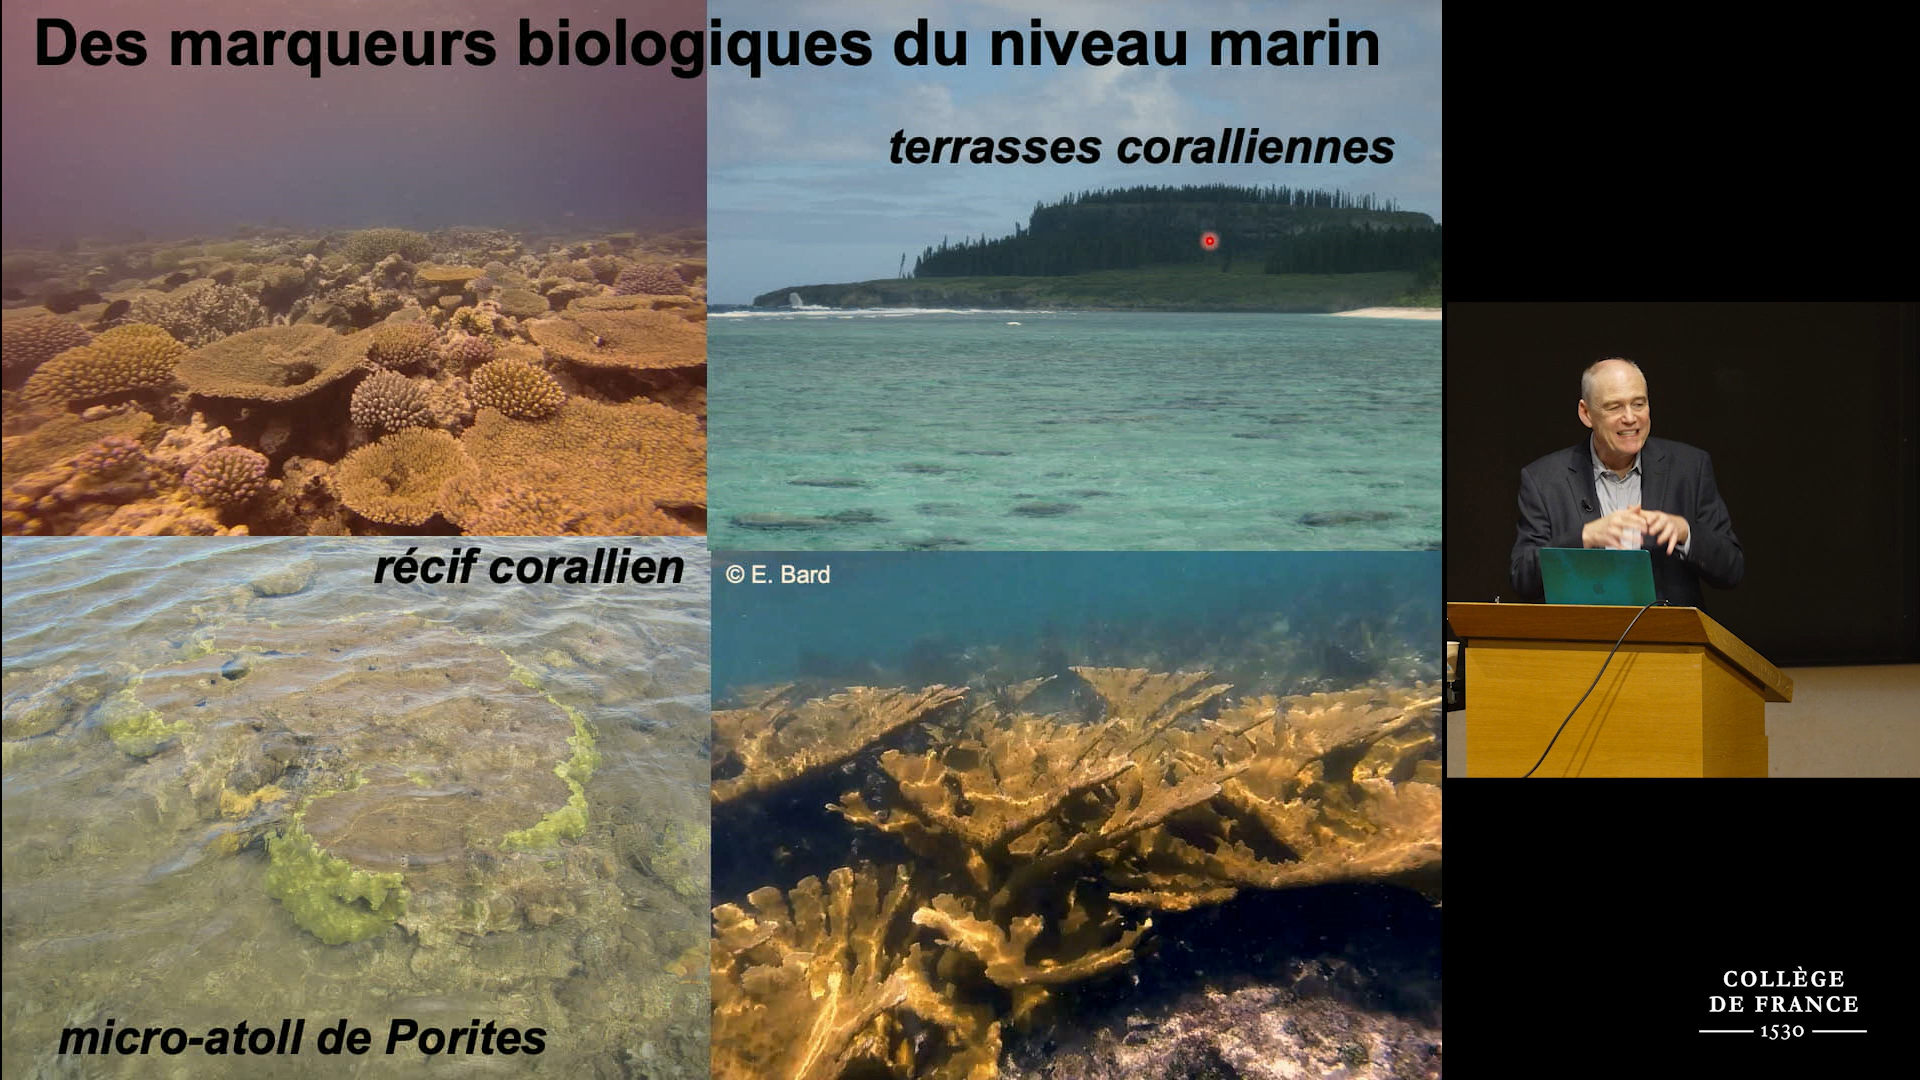 Des marqueurs biologiques du niveau marin
terrasses coralliennes
récif corallien
© E. Bard
micro-atoll de Porites
COLLÈGE
DE FRANCE
1530